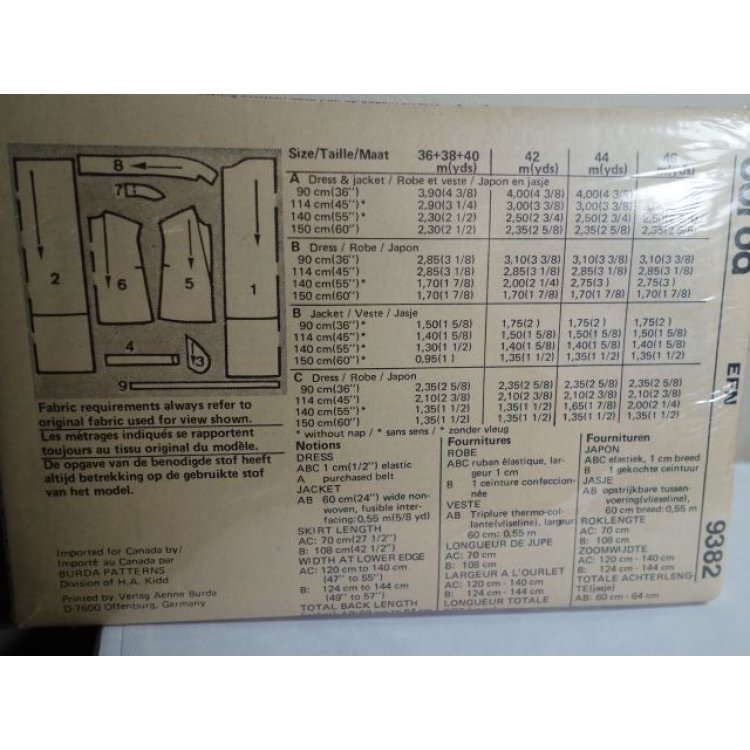 8
7
2
6
5
1
4
3
9
Fabric requirements always refer to
original fabric used for view shown.
Les métrages indiqués se rapportent
toujours au tissu original du modèle.
De opgave van de benodigde stof heeft
altijd betrekking op de gebruikte stof
van het model.
Imported for Canada by/
Importé au Canada par
BURDA PATTERNS
Division of H.A. Kidd
Printed by Verlag Aenne Burda
D-7600 Offenburg, Germany
Size/Taille/Maat 36+38+40 42 44 46
m(yds) m(yds) m(yds) m(yds)
A Dress & jacket / Robe et veste / Japon en jasje
90 cm(36") 3,90(4 3/8) 4,00(4 3/8) 4,00(4 3/8)
114 cm(45")* 2,90(3 1/4) 3,00(3 3/8) 3,00(3 3/8)
140 cm(55")* 2,30(2 1/2) 2,50(2 3/4) 2,50(2 3/4)
150 cm(60")* 2,30(2 1/2) 2,35(2 5/8) 2,35(2 5/8) 2,35(2 5/8)
B Dress / Robe / Japon
90 cm(36") 2,85(3 1/8) 3,10(3 3/8) 3,10(3 3/8) 3,10(3 3/8)
114 cm(45") 2,85(3 1/8) 2,85(3 1/8) 2,85(3 1/8) 2,85(3 1/8)
140 cm(55")* 1,70(1 7/8) 2,00(2 1/4) 2,75(3 ) 2,75(3 )
150 cm(60") 1,70(1 7/8) 1,70(1 7/8) 1,70(1 7/8) 1,70(1 7/8)
B Jacket / Veste / Jasje
90 cm(36")* 1,50(1 5/8) 1,75(2 ) 1,75(2 ) 1,75(2 )
114 cm(45")* 1,40(1 5/8) 1,50(1 5/8) 1,50(1 5/8) 1,50(1 5/8)
140 cm(55")* 1,30(1 1/2) 1,40(1 5/8) 1,40(1 5/8) 1,40(1 5/8)
150 cm(60")* 0,95(1 ) 1,35(1 1/2) 1,35(1 1/2) 1,35(1 1/2)
C Dress / Robe / Japon
90 cm(36") 2,35(2 5/8) 2,35(2 5/8) 2,35(2 5/8) 2,35(2 5/8)
114 cm(45") 2,10(2 3/8) 2,10(2 3/8) 2,10(2 3/8) 2,10(2 3/8)
140 cm(55")* 1,35(1 1/2) 1,35(1 1/2) 1,65(1 7/8) 2,00(2 1/4)
150 cm(60") 1,35(1 1/2) 1,35(1 1/2) 1,35(1 1/2) 1,35(1 1/2)
* without nap / * sans sens / * zonder vleug
Notions
DRESS
ABC 1 cm(1/2") elastic
A purchased belt
JACKET
AB 60 cm(24") wide non-
woven, fusible inter-
facing: 0,55 m(5/8 yd)
SKIRT LENGTH
AC: 70 cm(27 1/2")
B: 108 cm(42 1/2")
WIDTH AT LOWER EDGE
AC: 120 cm to 140 cm
(47" to 55")
B: 124 cm to 144 cm
(49" to 57")
TOTAL BACK LENGTH
Fournitures
ROBE
ABC ruban élastique, lar-
geur 1 cm
B 1 ceinture confection-
née
VESTE
AB Triplure thermo-col-
lante(vliseline), largeur
60 cm: 0,55 m
LONGUEUR DE JUPE
AC: 70 cm
B: 108 cm
LARGEUR A L'OURLET
AC: 120 cm - 140 cm
B: 124 cm - 144 cm
LONGUEUR TOTALE
Fournituren
JAPON
ABC elastiek, 1 cm breed
B 1 gekochte ceintuur
JASJE
AB opstrijkbare tussen-
voering(vlieseline),
60 cm breed: 0,55 m
ROKLENGTE
AC: 70 cm
B: 108 cm
ZOOMWIJDTE
AC: 120 cm - 140 cm
B: 124 cm - 144 cm
TOTALE ACHTERLENG
TE(jasje)
AB: 60 cm - 64 cm
burda
EFN
9382